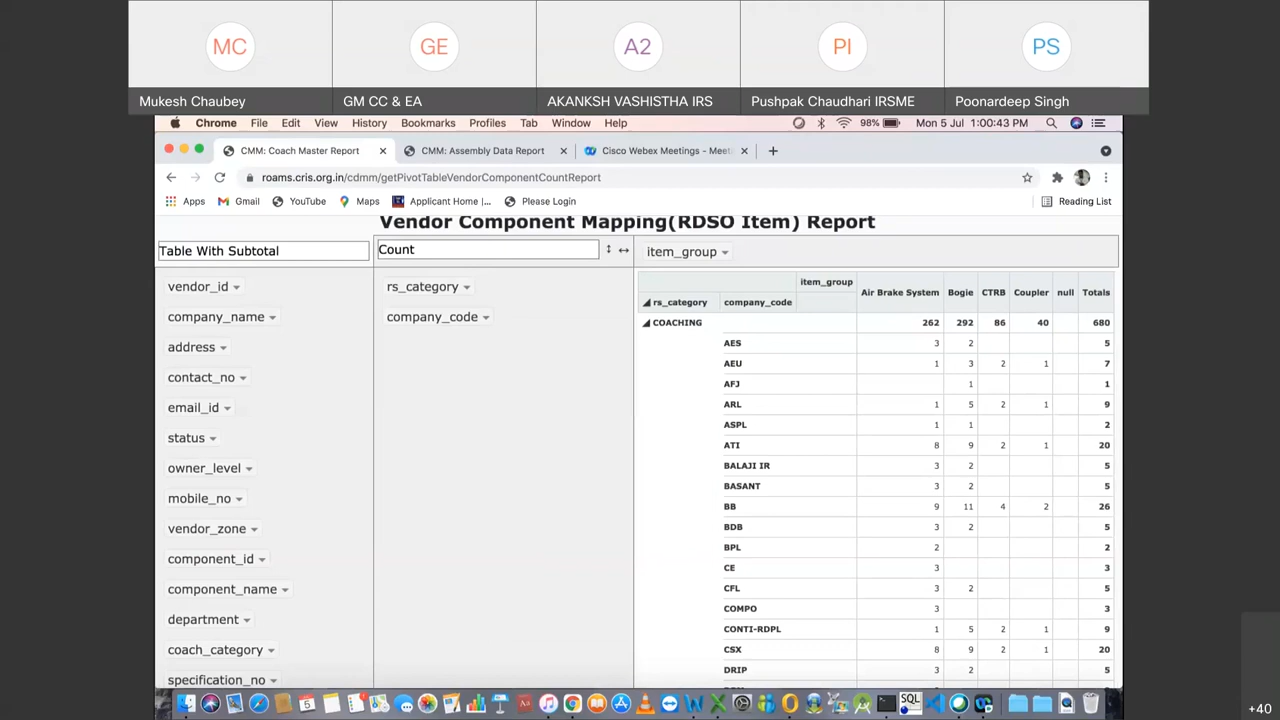 MC
GE
A2
PI
PS
Mukesh Chaubey
GM CC & EA
AKANKSH VASHISTHA IRS
Pushpak Chaudhari IRSME
Poonardeep Singh
Chrome File Edit View History Bookmarks Profiles Tab Window Help 98% Mon 5 Jul 1:00:43 PM
CMM: Coach Master Report
CMM: Assembly Data Report
Cisco Webex Meetings - Meet
roams.cris.org.in/cdmm/getPivotTableVendorComponentCountReport
Apps Gmail YouTube Maps Applicant Home |... Please Login Reading List
Vendor Component Mapping(RDSO Item) Report
Table With Subtotal
Count
item_group
vendor_id
company_name
address
contact_no
email_id
status
owner_level
mobile_no
vendor_zone
component_id
component_name
department
coach_category
specification_no
rs_category
company_code
item_group Air Brake System Bogie CTRB Coupler null Totals
rs_category company_code
COACHING 262 292 86 40 680
AES 3 2 5
AEU 1 3 2 1 7
AFJ 1 1
ARL 1 5 2 1 9
ASPL 1 1 2
ATI 8 9 2 1 20
BALAJI IR 3 2 5
BASANT 3 2 5
BB 9 11 4 2 26
BDB 3 2 5
BPL 2 2
CE 3 3
CFL 3 2 5
COMPO 3 3
CONTI-RDPL 1 5 2 1 9
CSX 8 9 2 1 20
DRIP 3 2 5
SQL
+40